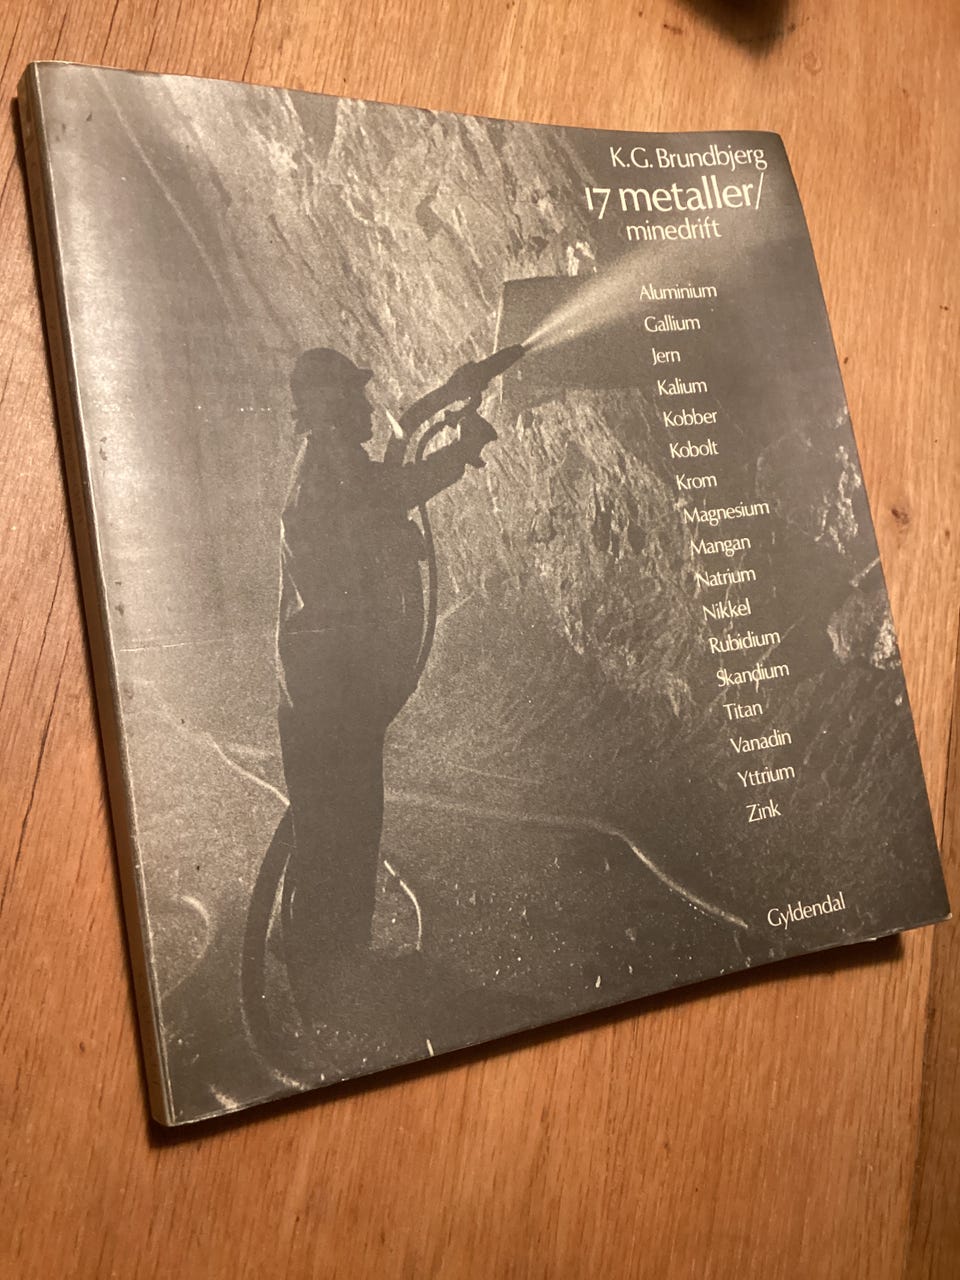 K.G. Brundbjerg
17 metaller/
minedrift
Aluminium
Gallium
Jern
Kalium
Kobber
Kobolt
Krom
Magnesium
Mangan
Natrium
Nikkel
Rubidium
Skandium
Titan
Vanadin
Yttrium
Zink
Gyldendal